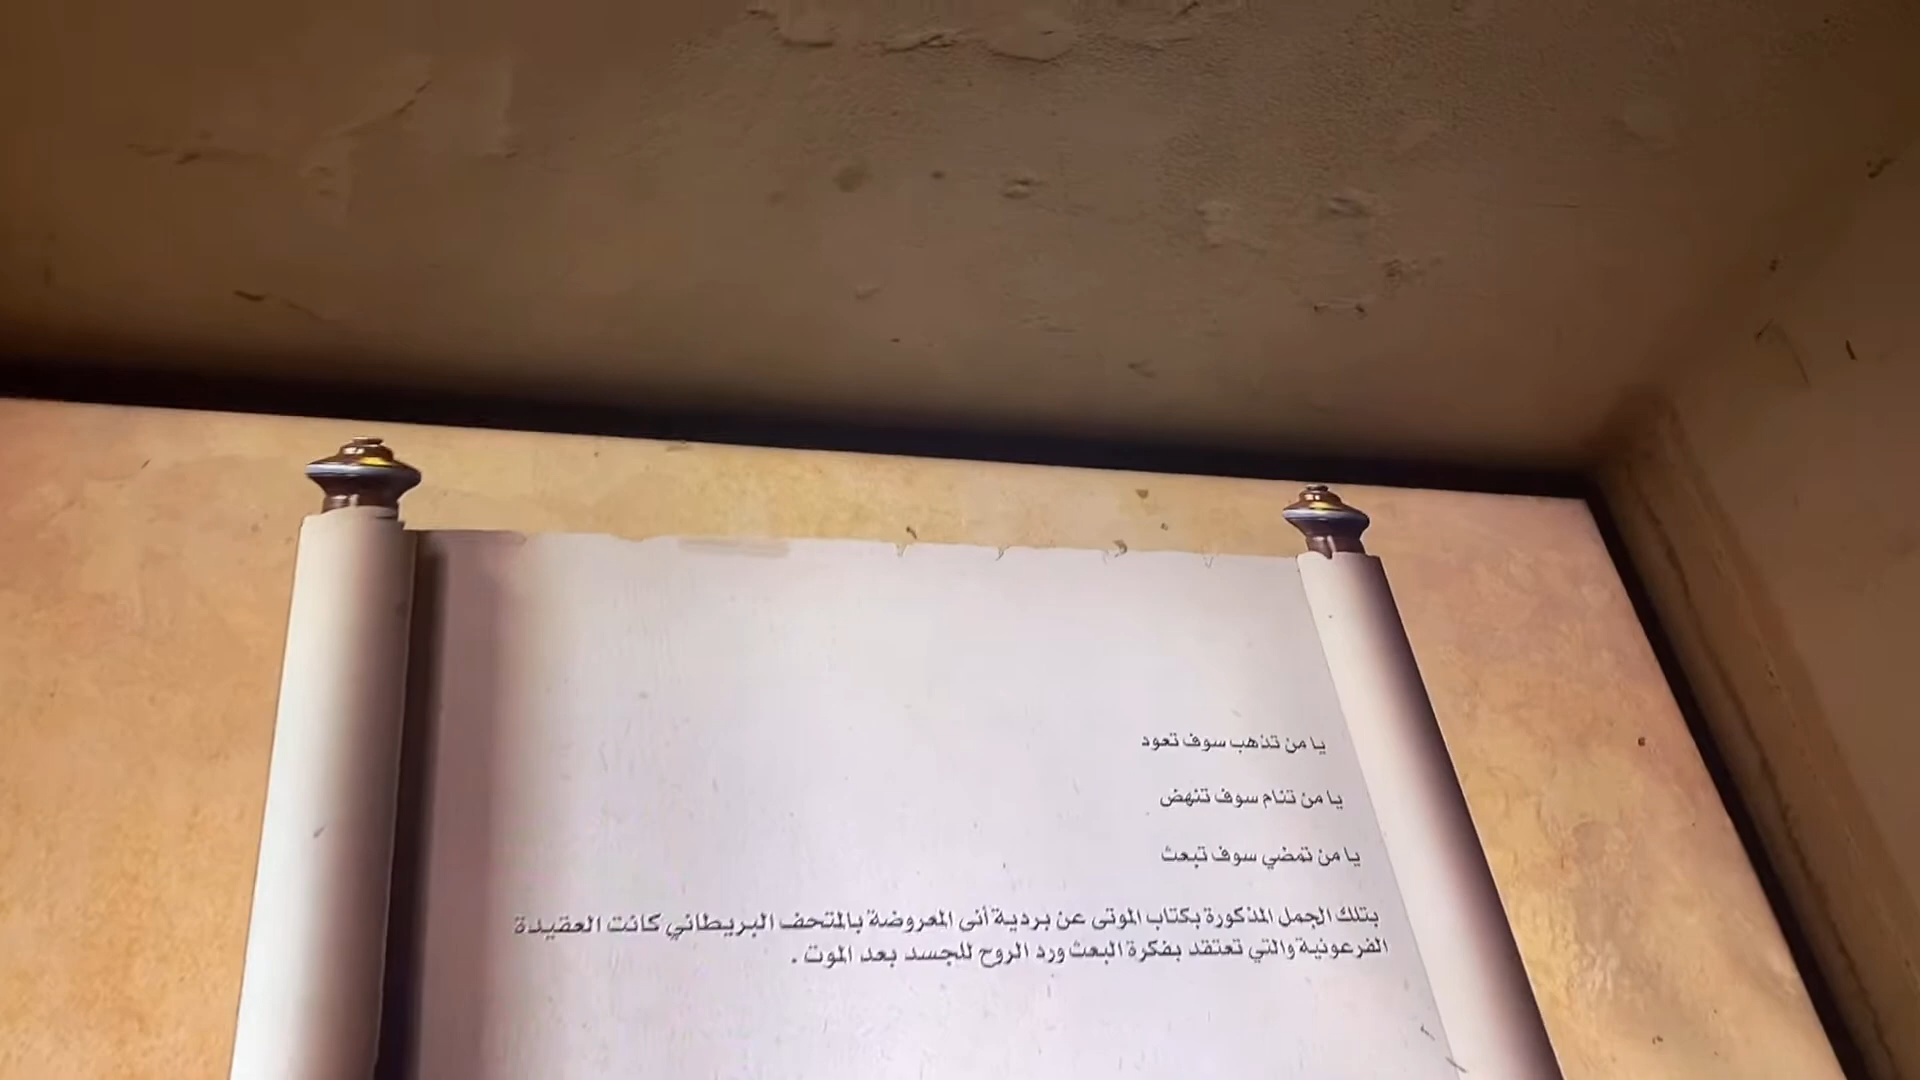 يا من تذهب سوف تعود
يا من تنام سوف تنهض
يا من تمضي سوف تبعث
بتلك الجمل المذكورة بكتاب الموتى عن بردية أنى المعروضة بالمتحف البريطاني كانت العقيدة
الفرعونية والتي تعتقد بفكرة البعث ورد الروح للجسد بعد الموت .